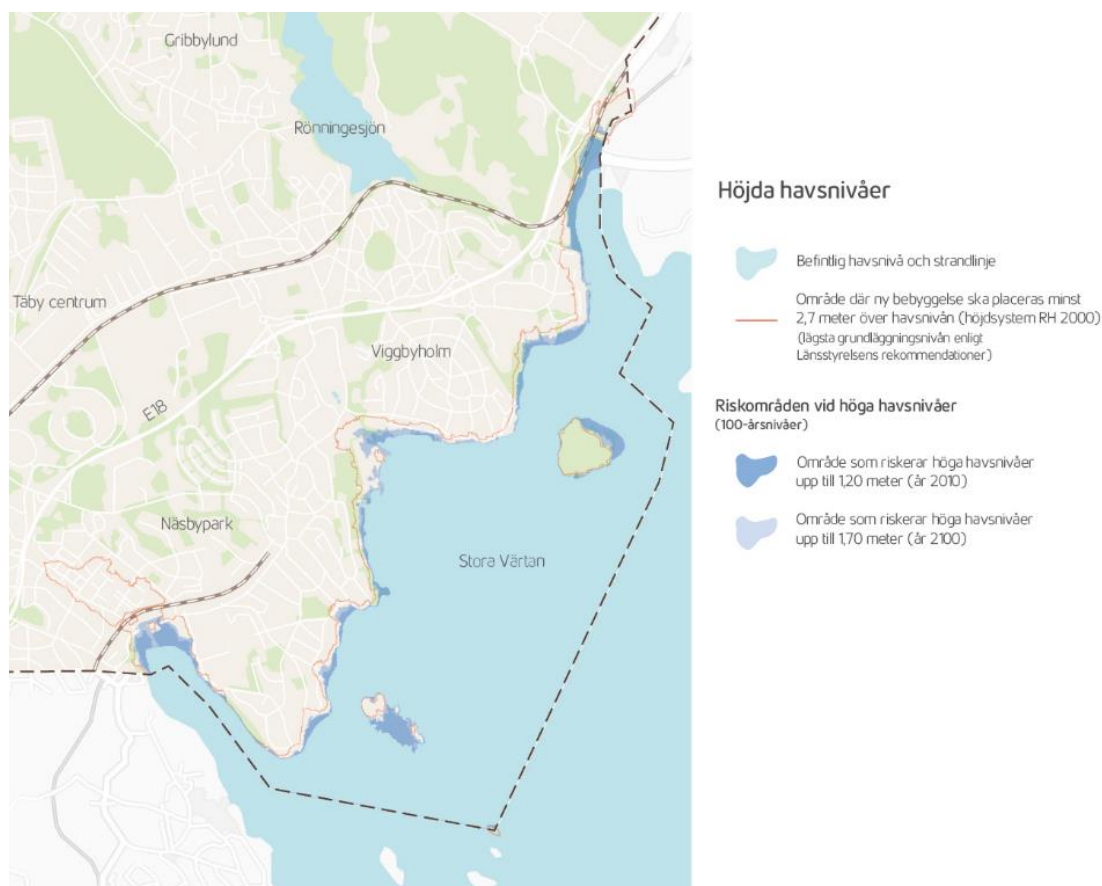 Gribbylund
Rönningesjön
Täby centrum
Viggbyholm
E18
Näsbypark
Stora Värtan
Höjda havsnivåer
Befintlig havsnivå och strandlinje
Område där ny bebyggelse ska placeras minst
2,7 meter över havsnivån (höjdsystem RH 2000)
(lägsta grundläggningsnivån enligt
Länsstyrelsens rekommendationer)
Riskområden vid höga havsnivåer
(100-årsnivåer)
Område som riskerar höga havsnivåer
upp till 1,20 meter (år 2010)
Område som riskerar höga havsnivåer
upp till 1,70 meter (år 2100)